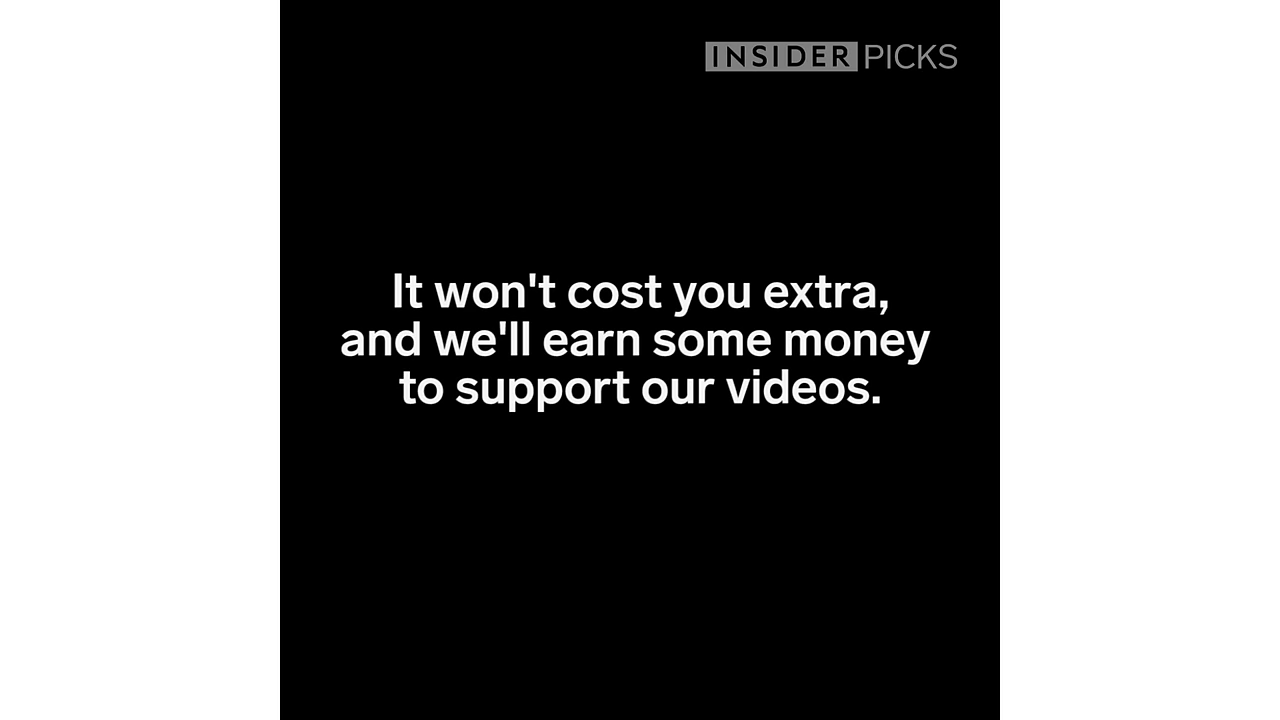 INSIDER PICKS
It won't cost you extra,
and we'll earn some money
to support our videos.